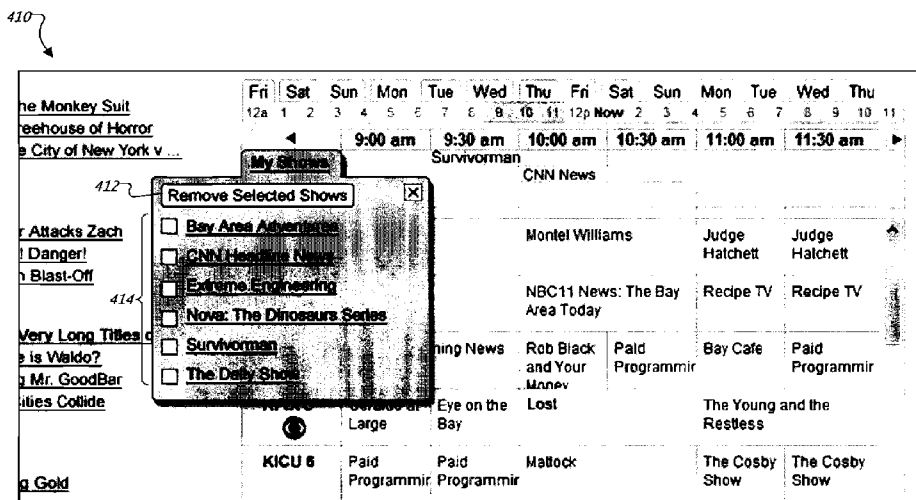 410
Fri Sat Sun Mon Tue Wed Thu Fri Sat Sun Mon Tue Wed Thu
12a 1 2 3 4 5 6 7 8 9 10 11 12p Now 2 3 4 5 6 7 8 9 10 11
9:00 am 9:30 am 10:00 am 10:30 am 11:00 am 11:30 am
he Monkey Suit
reehouse of Horror
e City of New York v ...
My Shows
Survivorman
CNN News
412
Remove Selected Shows
414
Bay Area Adventures
CNN Headline News
Extreme Engineering
Nova: The Dinosaurs Series
Survivorman
The Daily Show
r Attacks Zach
! Danger!
n Blast-Off
Very Long Titles
e is Waldo?
g Mr. GoodBar
Cities Collide
g Gold
Montel Williams
Judge Hatchett
Judge Hatchett
NBC11 News: The Bay Area Today
Recipe TV
Recipe TV
ning News
Rob Black and Your Money
Paid Programmir
Bay Cafe
Paid Programmir
Large
Eye on the Bay
Lost
The Young and the Restless
KICU 6
Paid Programmir
Paid Programmir
Matlock
The Cosby Show
The Cosby Show